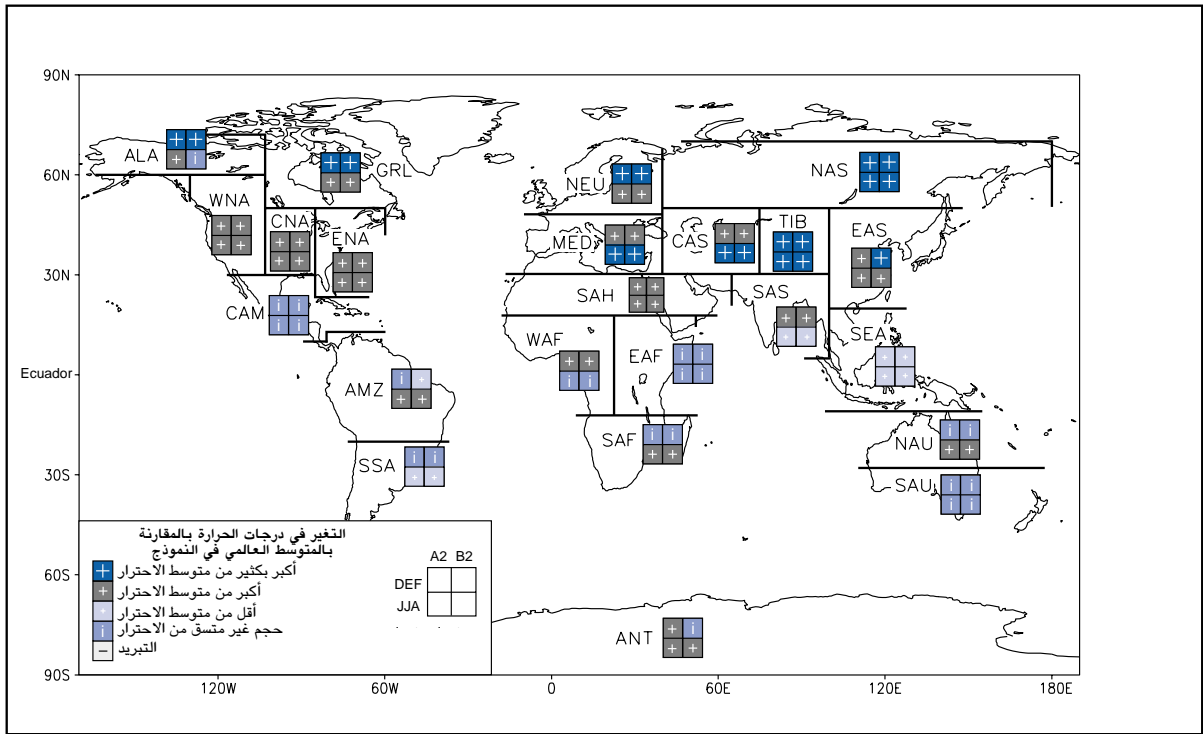 90N
ALA
GRL
NEU
NAS
60N
WNA
CNA
ENA
MED
CAS
TIB
EAS
30N
SAH
SAS
CAM
WAF
EAF
SEA
Ecuador
AMZ
SAF
NAU
30S
SSA
SAU
التغير في درجات الحرارة بالمقارنة
بالمتوسط العالمي في النموذج
أكبر بكثير من متوسط الاحترار
أكبر من متوسط الاحترار
أقل من متوسط الاحترار
حجم غير متسق من الاحترار
التبريد
A2 B2
DEF
JJA
60S
ANT
90S
120W 60W 0 60E 120E 180E